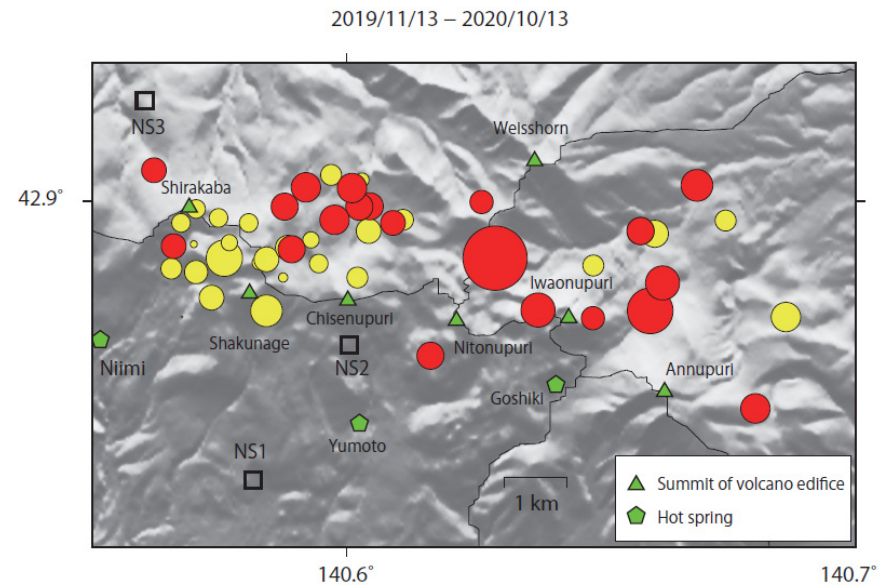 2019/11/13 – 2020/10/13
NS3
Weisshorn
Shirakaba
42.9°
Iwaonupuri
Chisenupuri
Shakunage
Nitonupuri
Niimi
NS2
Annupuri
Goshiki
Yumoto
NS1
Summit of volcano edifice
1 km
Hot spring
140.6°
140.7°